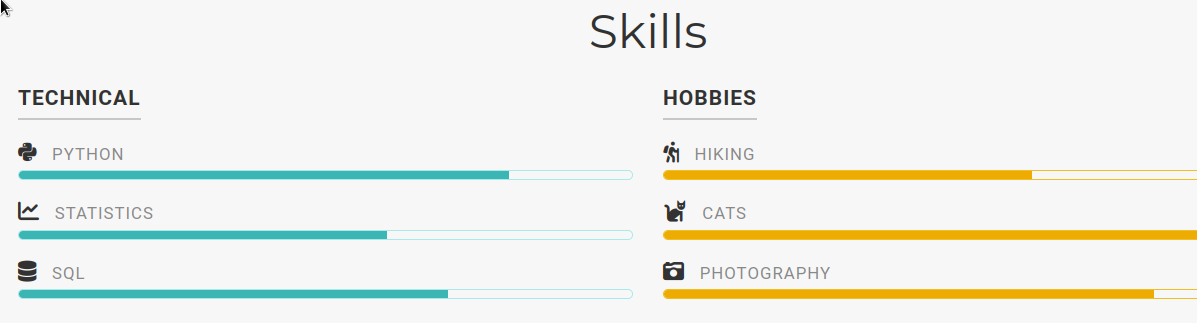 Skills
TECHNICAL
PYTHON
STATISTICS
SQL
HOBBIES
HIKING
CATS
PHOTOGRAPHY